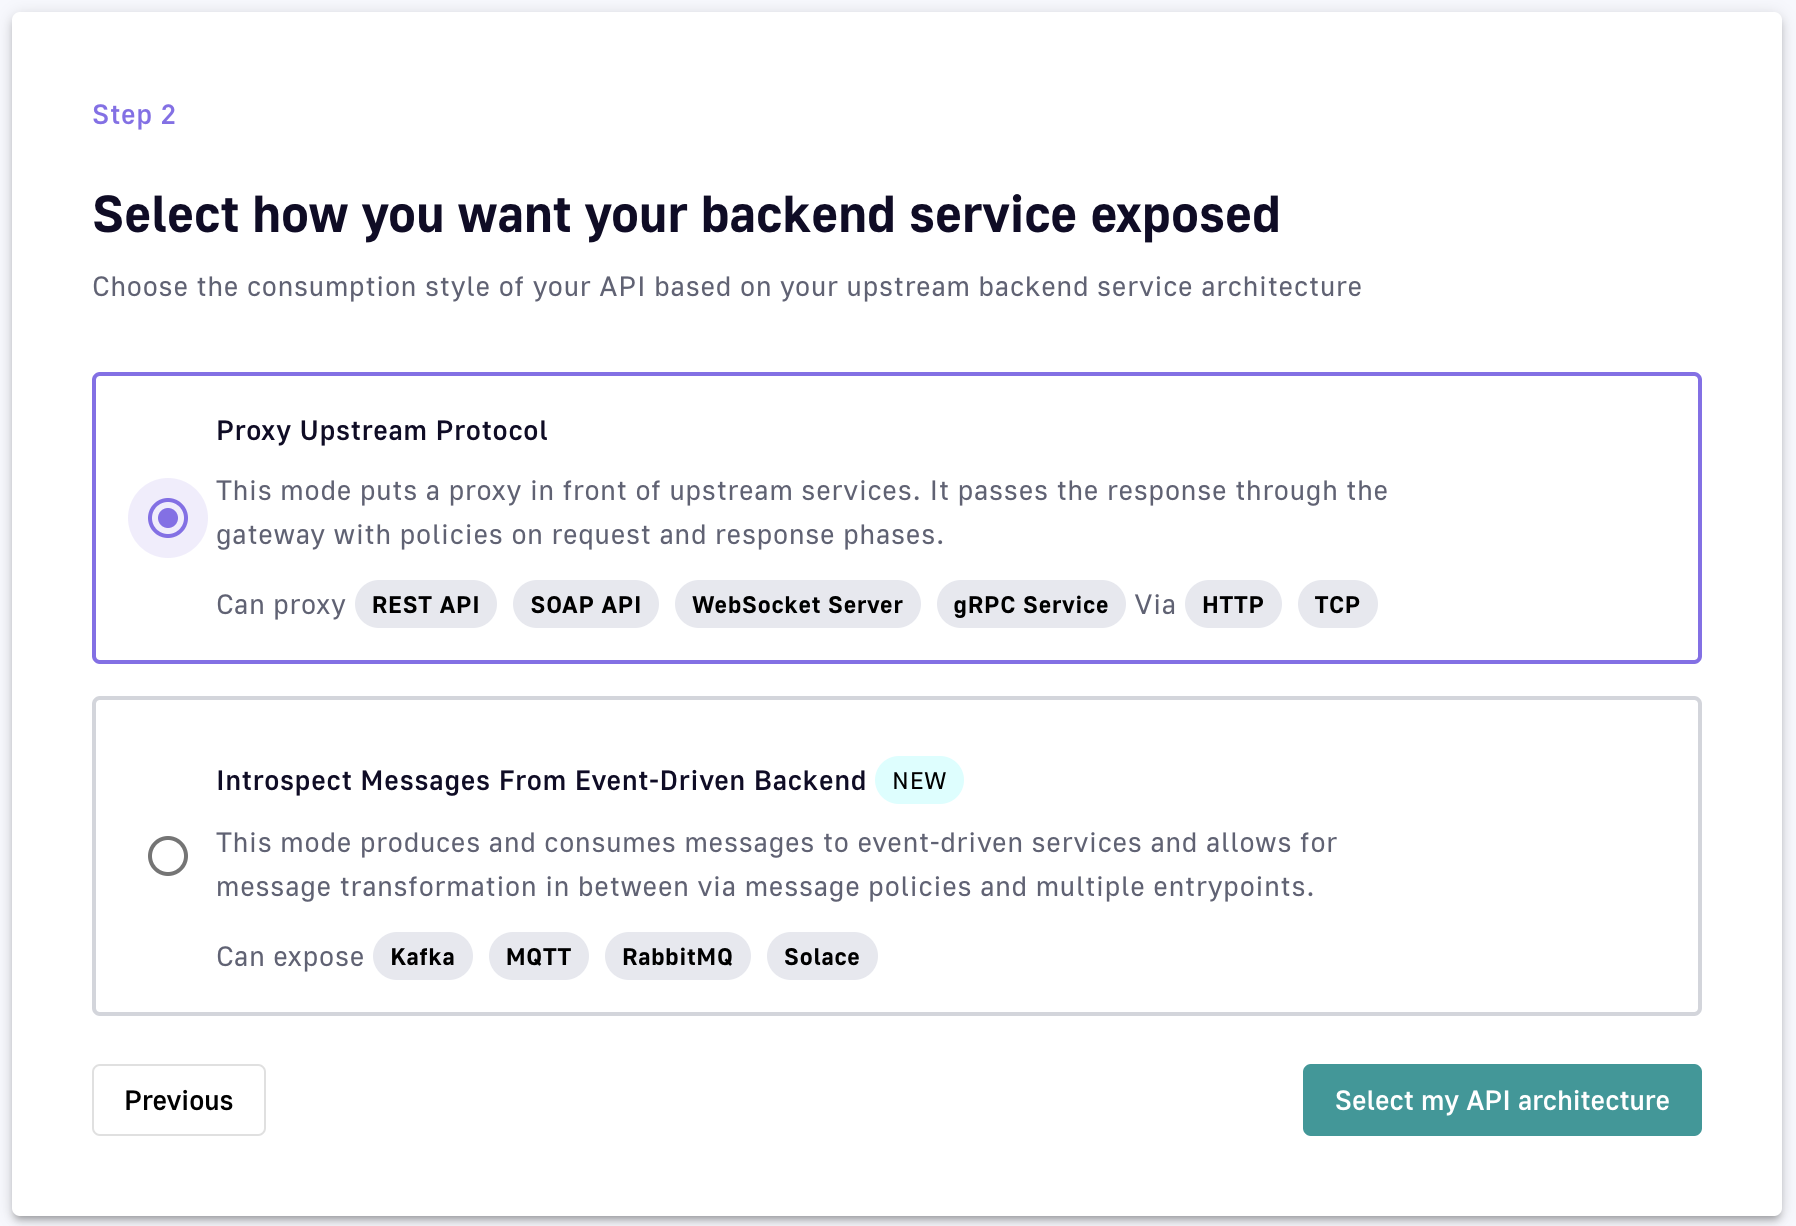 Step 2
Select how you want your backend service exposed
Choose the consumption style of your API based on your upstream backend service architecture
Proxy Upstream Protocol
This mode puts a proxy in front of upstream services. It passes the response through the
gateway with policies on request and response phases.
Can proxy REST API SOAP API WebSocket Server gRPC Service Via HTTP TCP
Introspect Messages From Event-Driven Backend NEW
This mode produces and consumes messages to event-driven services and allows for
message transformation in between via message policies and multiple entrypoints.
Can expose Kafka MQTT RabbitMQ Solace
Previous Select my API architecture